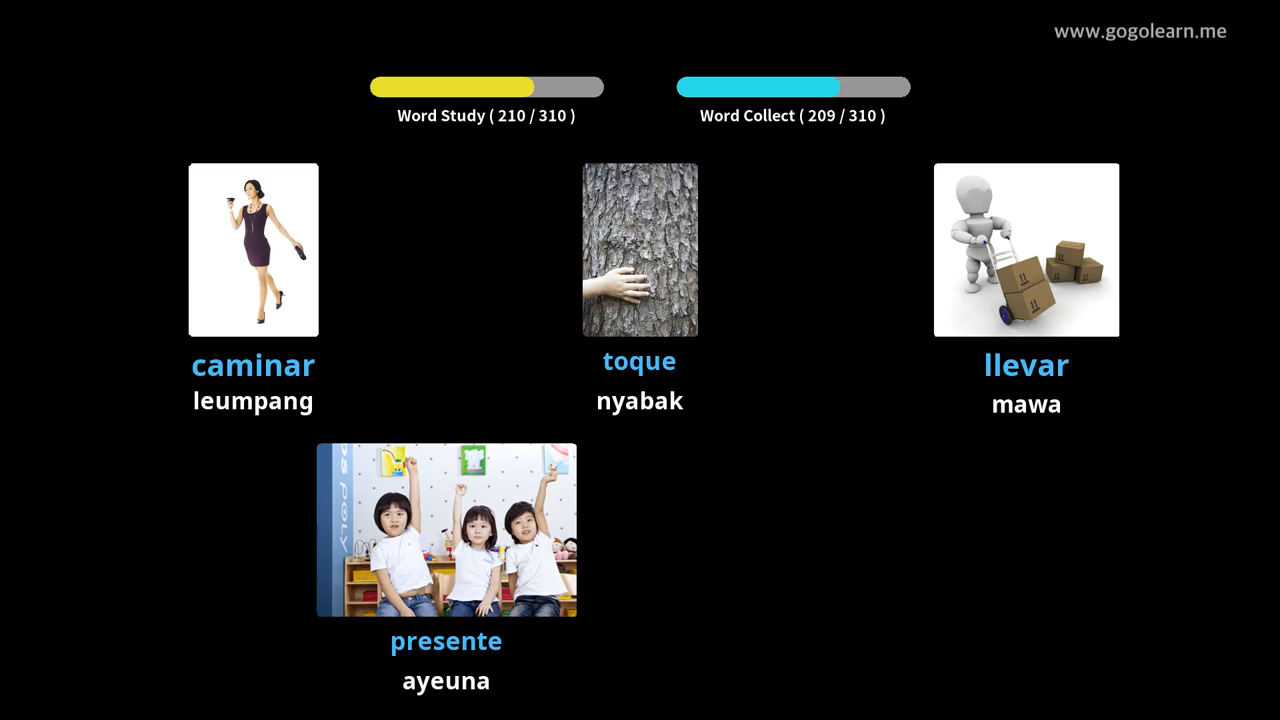 www.gogolearn.me
Word Study ( 210 / 310 )
Word Collect ( 209 / 310 )
caminar
leumpang
toque
nyabak
llevar
mawa
presente
ayeuna